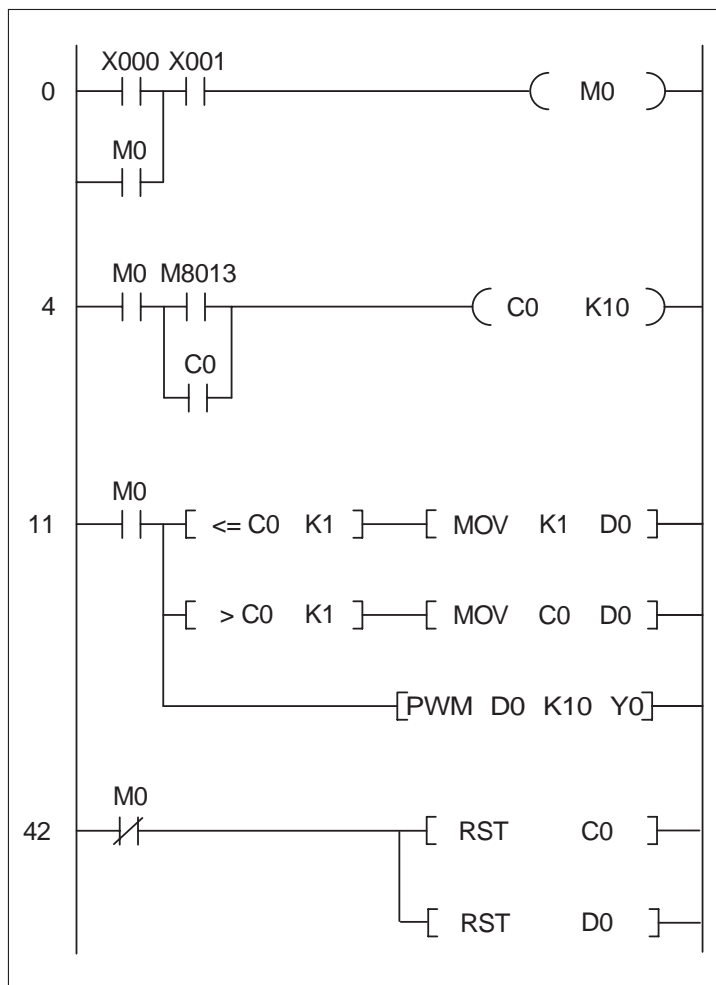 X000 X001
0 M0
M0
M0 M8013
4 C0 K10
C0
M0
11 <= C0 K1 MOV K1 D0
> C0 K1 MOV C0 D0
PWM D0 K10 Y0
M0
42 RST C0
RST D0